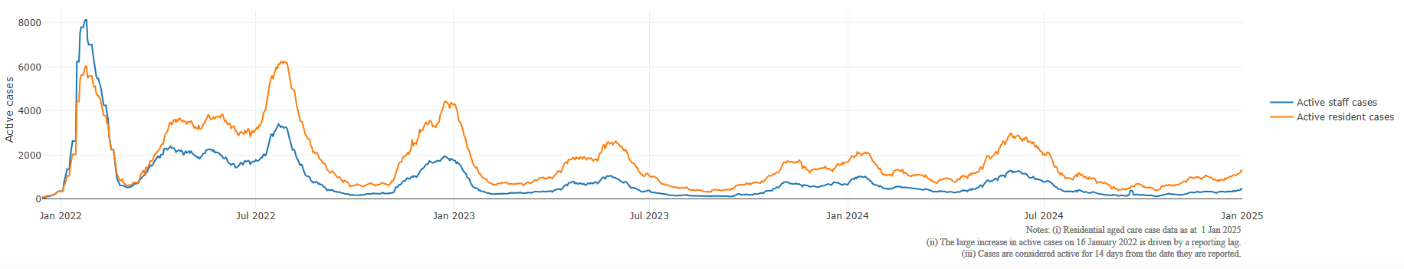 8000
6000
4000
2000
0
Active cases
Jan 2022
Jul 2022
Jan 2023
Jul 2023
Jan 2024
Jul 2024
Jan 2025
Active staff cases
Active resident cases
Notes: (i) Residential aged care case data as at 1 Jan 2025
(ii) The large increase in active cases on 16 January 2022 is driven by a reporting lag.
(iii) Cases are considered active for 14 days from the date they are reported.